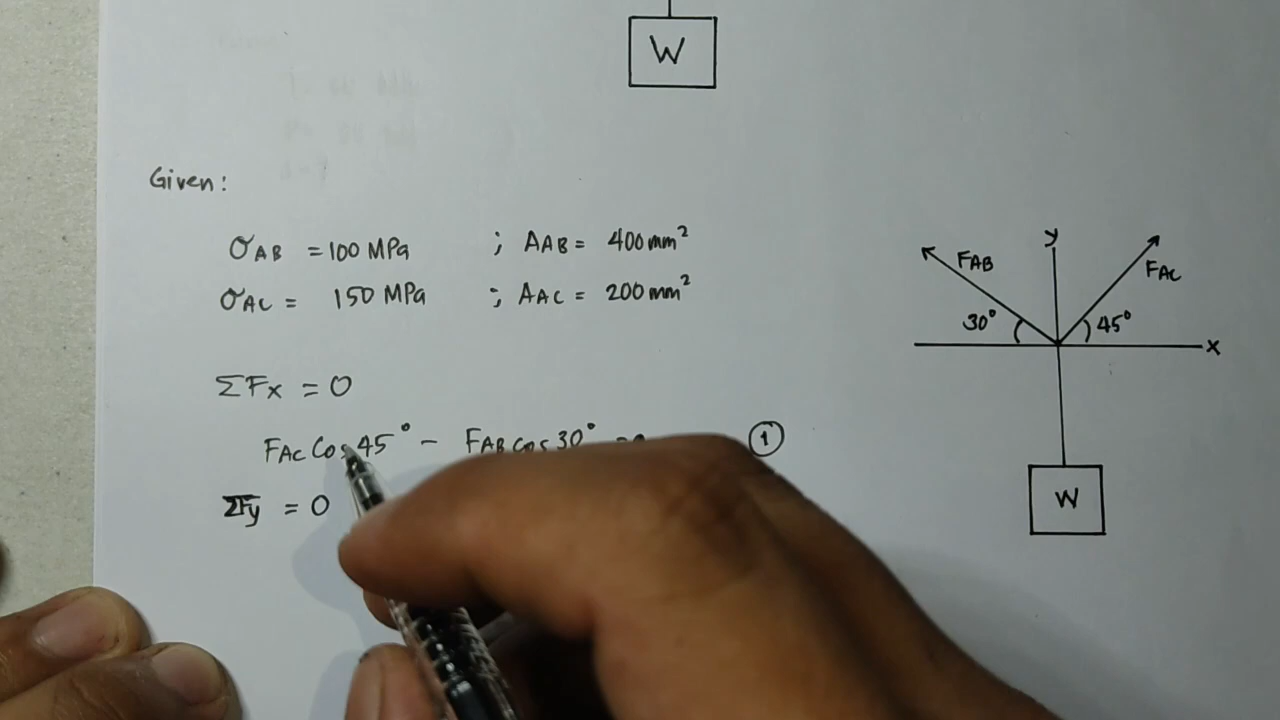 W
Given:
σAB = 100 MPa ; AAB = 400 mm²
σAC = 150 MPa ; AAC = 200 mm²
ΣFx = 0
FAC Cos 45° - FAB Cos 30° = 0 ①
ΣFy = 0
y
FAB
FAC
30°
45°
x
W